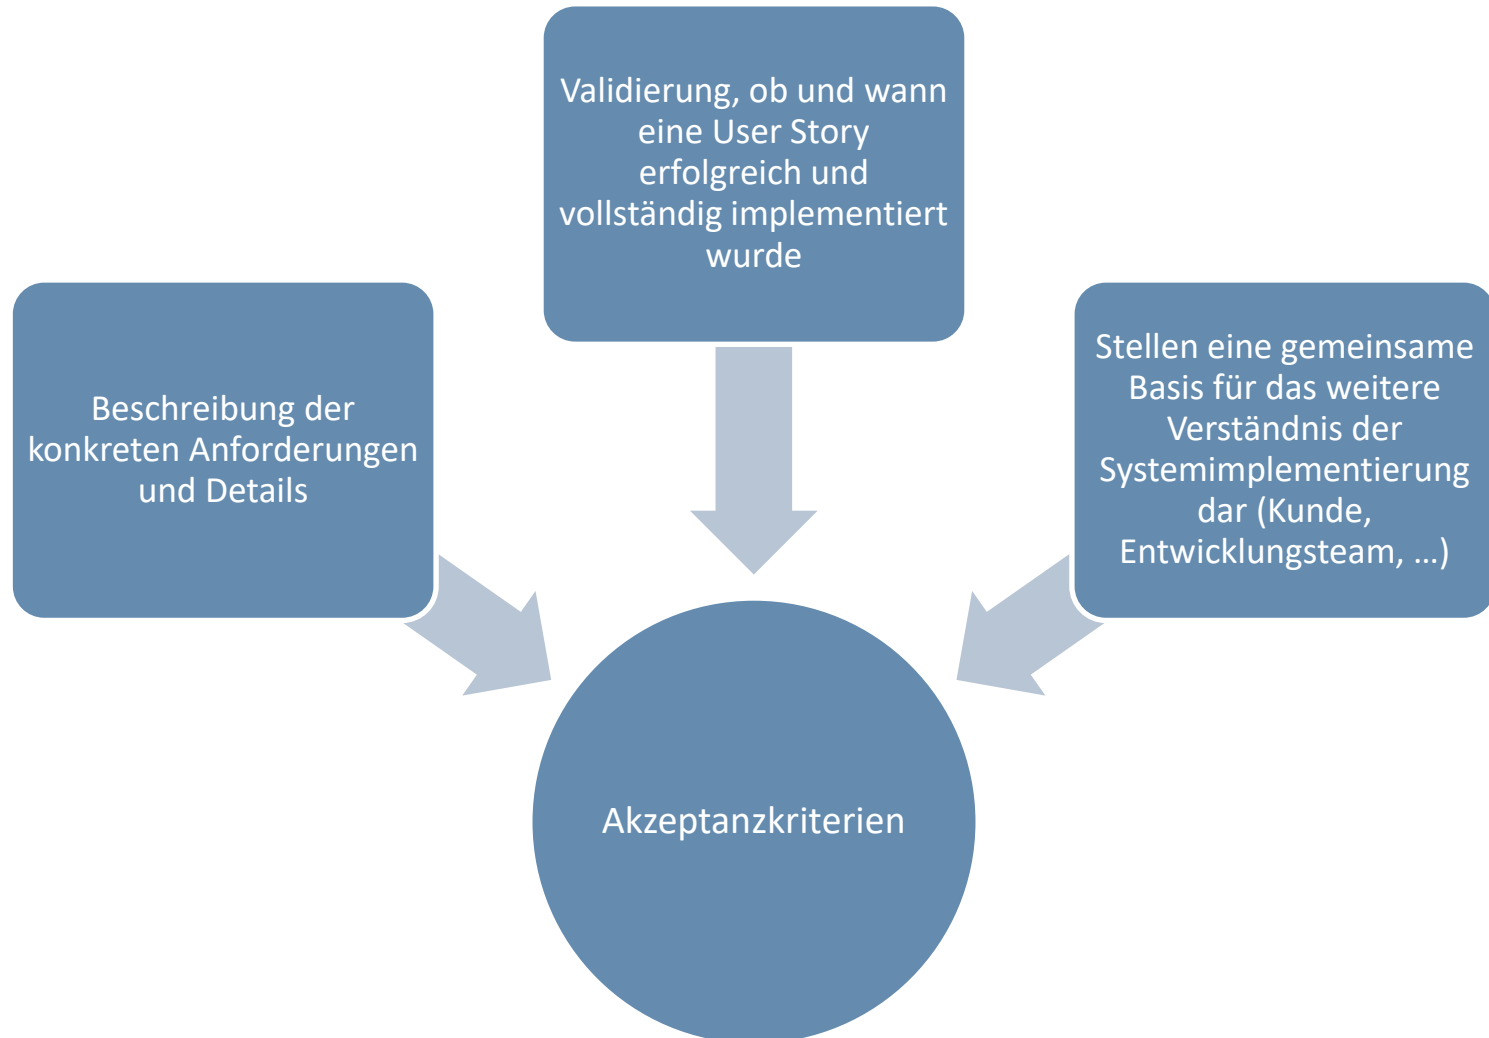 Validierung, ob und wann
eine User Story
erfolgreich und
vollständig implementiert
wurde
Beschreibung der
konkreten Anforderungen
und Details
Stellen eine gemeinsame
Basis für das weitere
Verständnis der
Systemimplementierung
dar (Kunde,
Entwicklungsteam, …)
Akzeptanzkriterien